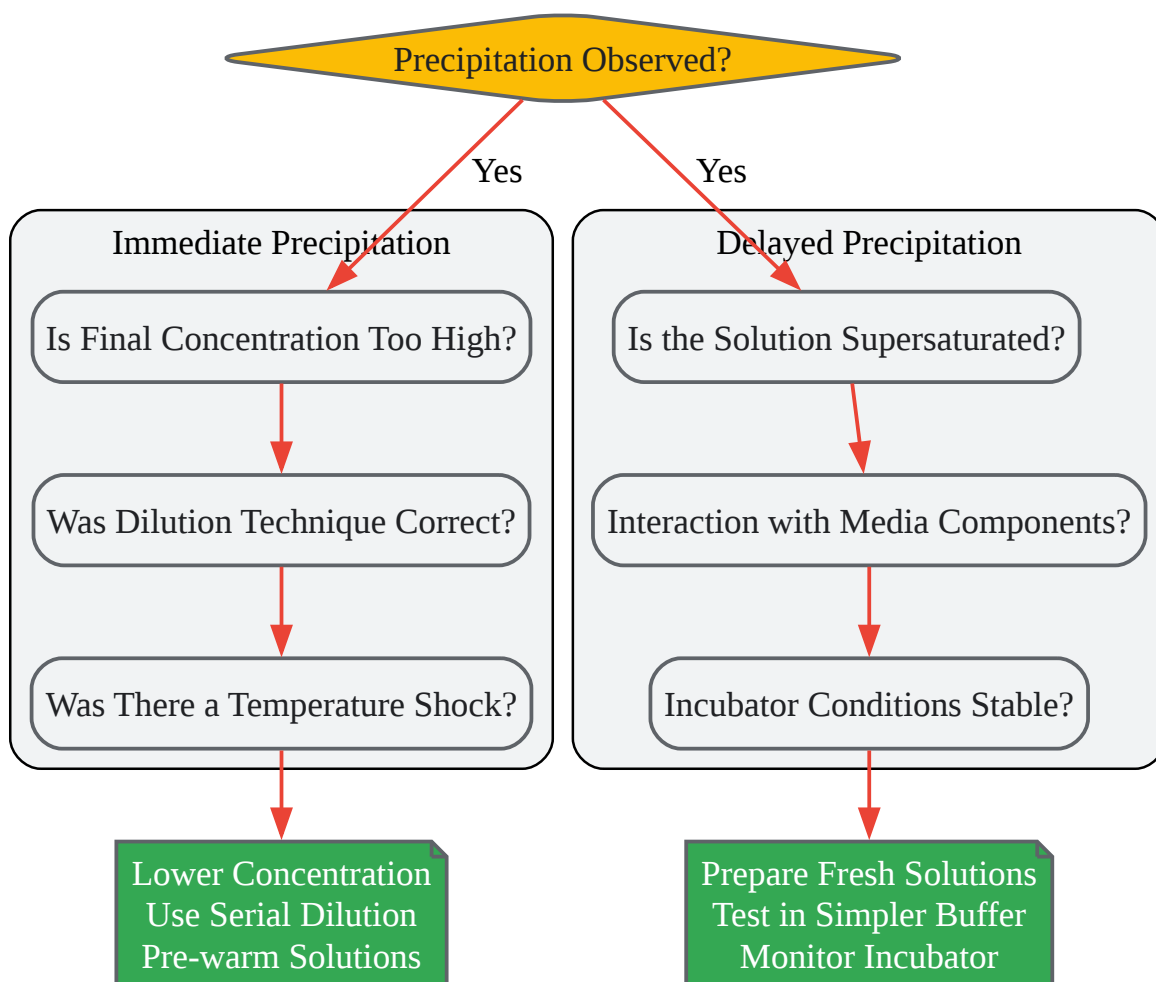 Precipitation Observed?
Yes
Yes
Immediate Precipitation
Is Final Concentration Too High?
Was Dilution Technique Correct?
Was There a Temperature Shock?
Lower Concentration
Use Serial Dilution
Pre-warm Solutions
Delayed Precipitation
Is the Solution Supersaturated?
Interaction with Media Components?
Incubator Conditions Stable?
Prepare Fresh Solutions
Test in Simpler Buffer
Monitor Incubator